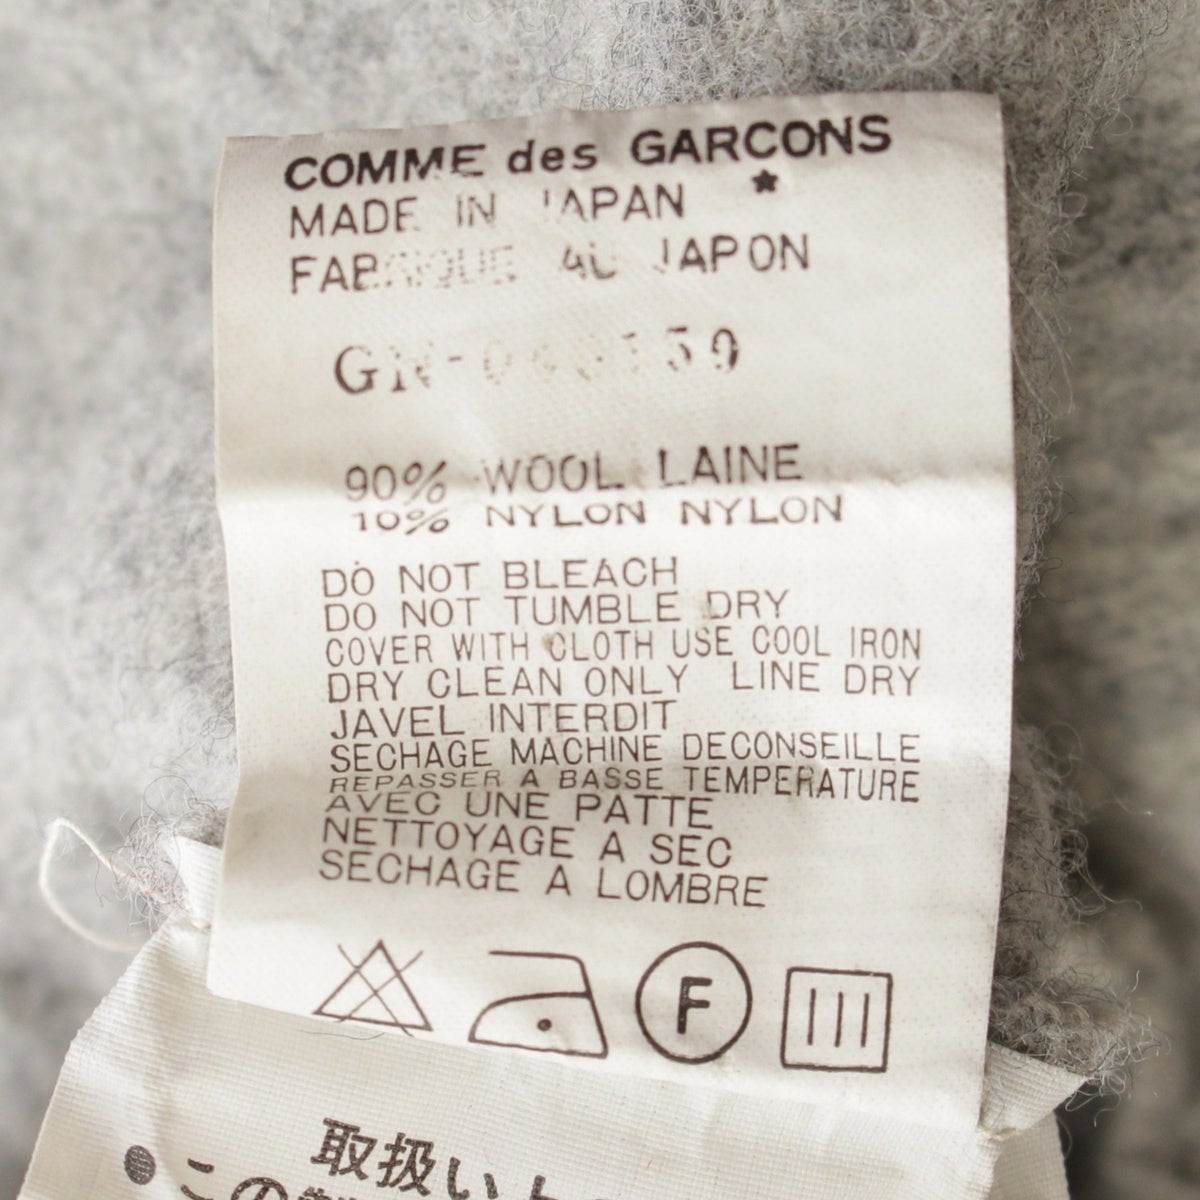 COMME des GARCONS
MADE IN JAPAN ★
FABRIQUE AU JAPON
90% WOOL LAINE
10% NYLON NYLON
DO NOT BLEACH
DO NOT TUMBLE DRY
COVER WITH CLOTH USE COOL IRON
DRY CLEAN ONLY LINE DRY
JAVEL INTERDIT
SECHAGE MACHINE DECONSEILLE
REPASSER A BASSE TEMPERATURE
AVEC UNE PATTE
NETTOYAGE A SEC
SECHAGE A LOMBRE
F
取扱い
●この